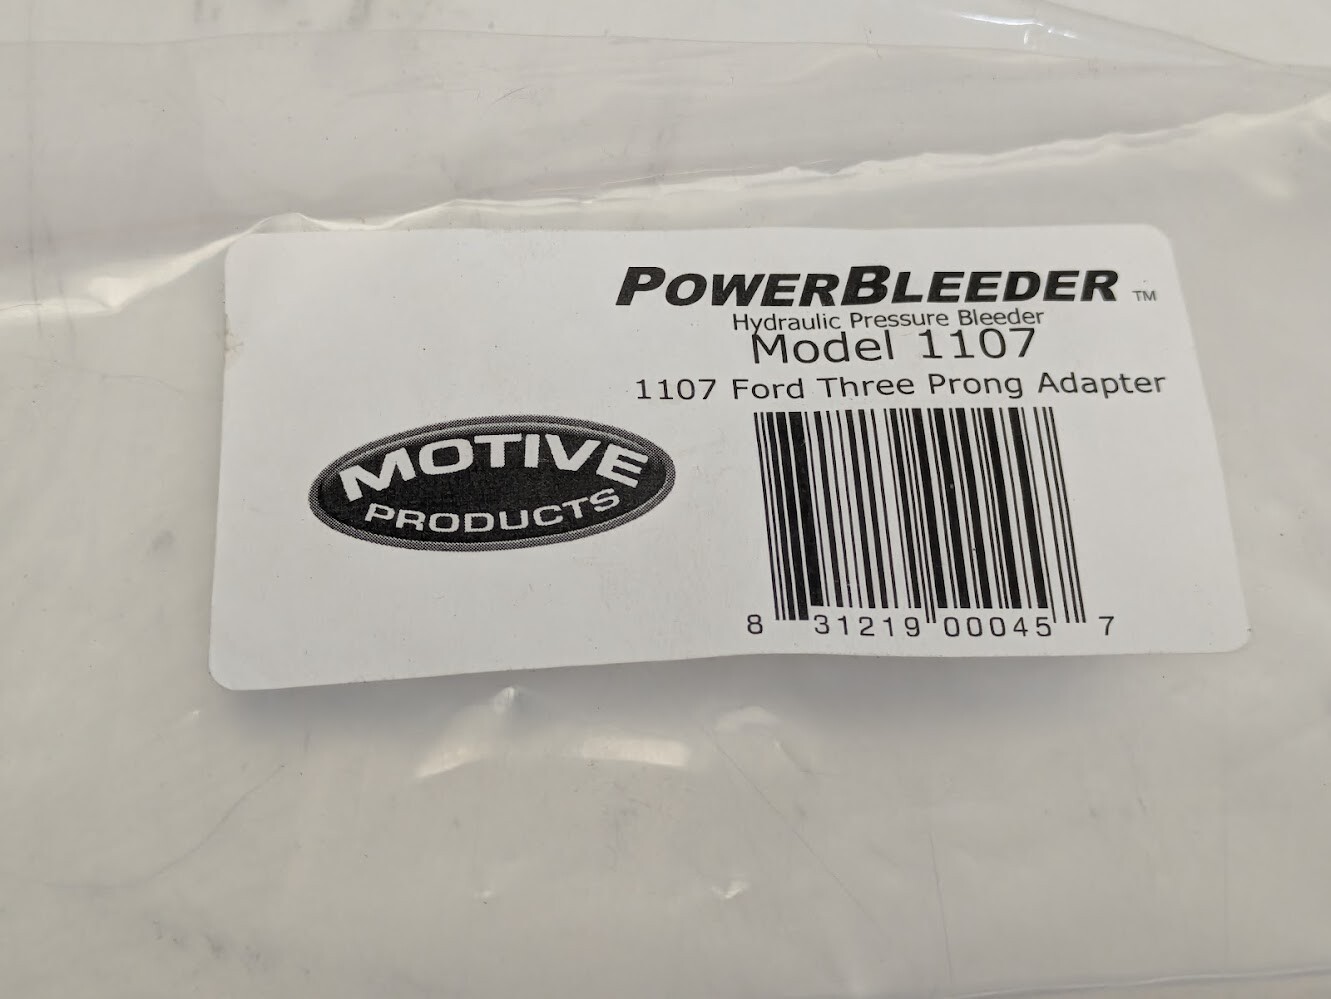 POWERBLEEDER ™
Hydraulic Pressure Bleeder
Model 1107
1107 Ford Three Prong Adapter
MOTIVE
PRODUCTS
8 31219 00045 7